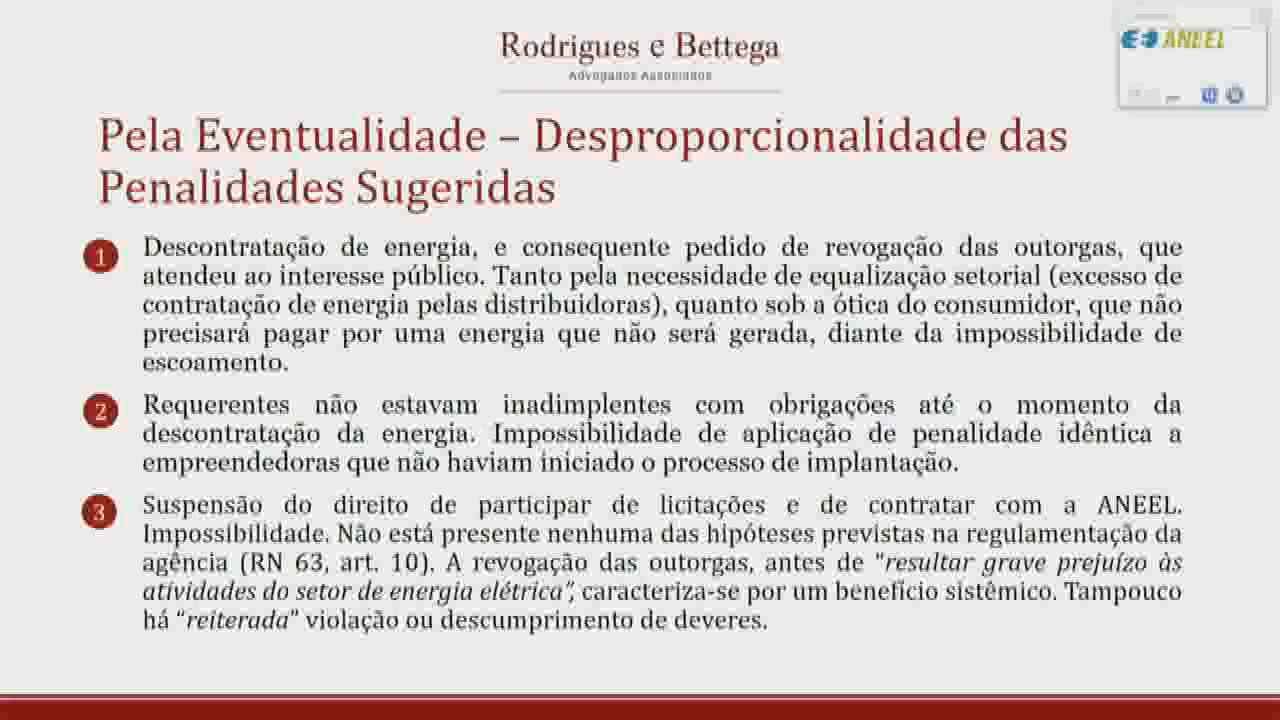 Rodrigues e Bettega
Advogados Associados
ANEEL
Pela Eventualidade – Desproporcionalidade das
Penalidades Sugeridas
1 Descontratação de energia, e consequente pedido de revogação das outorgas, que
atendeu ao interesse público. Tanto pela necessidade de equalização setorial (excesso de
contratação de energia pelas distribuidoras), quanto sob a ótica do consumidor, que não
precisará pagar por uma energia que não será gerada, diante da impossibilidade de
escoamento.
2 Requerentes não estavam inadimplentes com obrigações até o momento da
descontratação da energia. Impossibilidade de aplicação de penalidade idêntica a
empreendedoras que não haviam iniciado o processo de implantação.
3 Suspensão do direito de participar de licitações e de contratar com a ANEEL.
Impossibilidade. Não está presente nenhuma das hipóteses previstas na regulamentação da
agência (RN 63, art. 10). A revogação das outorgas, antes de “resultar grave prejuízo às
atividades do setor de energia elétrica”, caracteriza-se por um benefício sistêmico. Tampouco
há “reiterada” violação ou descumprimento de deveres.